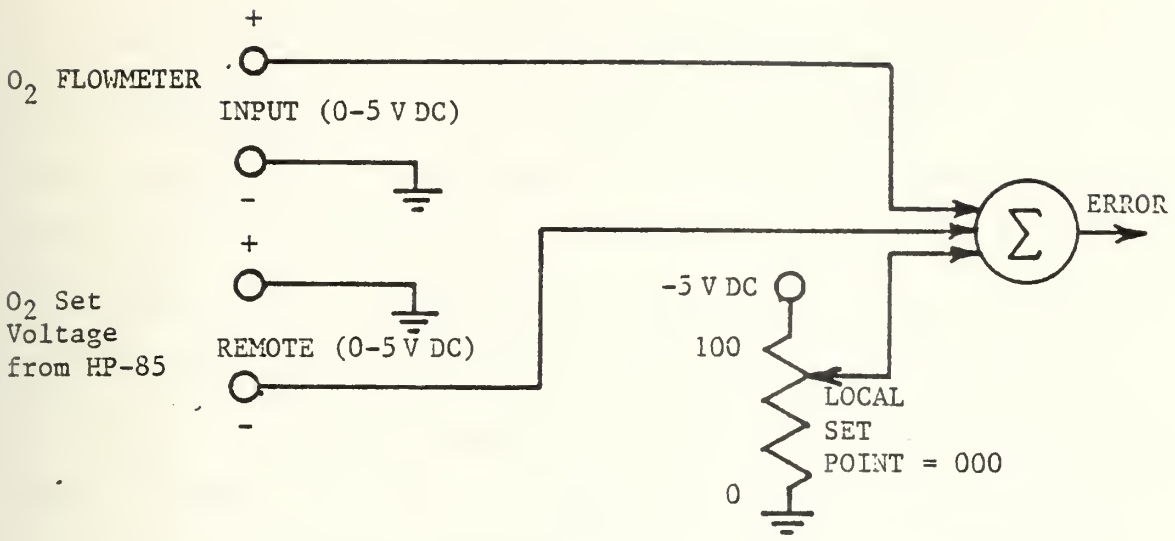 +
O2 FLOWMETER
INPUT (0-5 V DC)
-
+
O2 Set
Voltage
from HP-85
REMOTE (0-5 V DC)
-
Σ
ERROR
-5 V DC
100
LOCAL
SET
POINT = 000
0